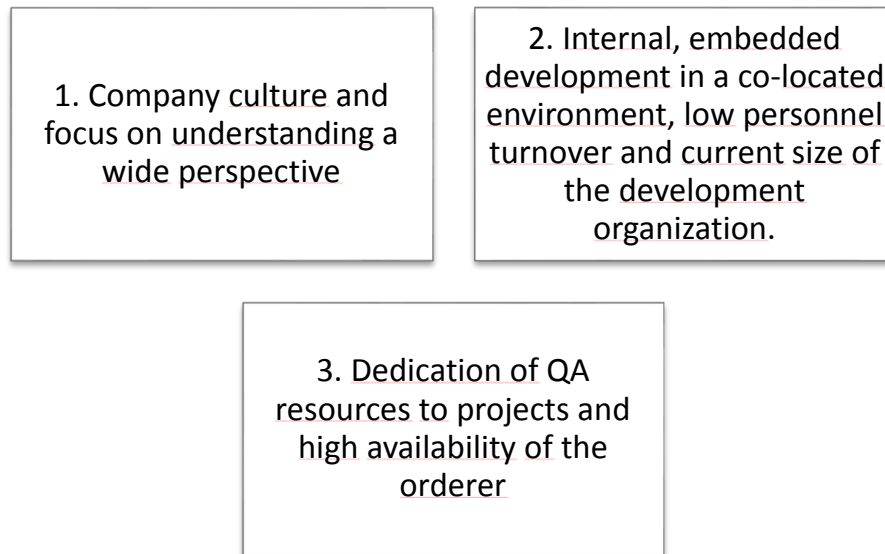 1. Company culture and
focus on understanding a
wide perspective
2. Internal, embedded
development in a co-located
environment, low personnel
turnover and current size of
the development
organization.
3. Dedication of QA
resources to projects and
high availability of the
orderer